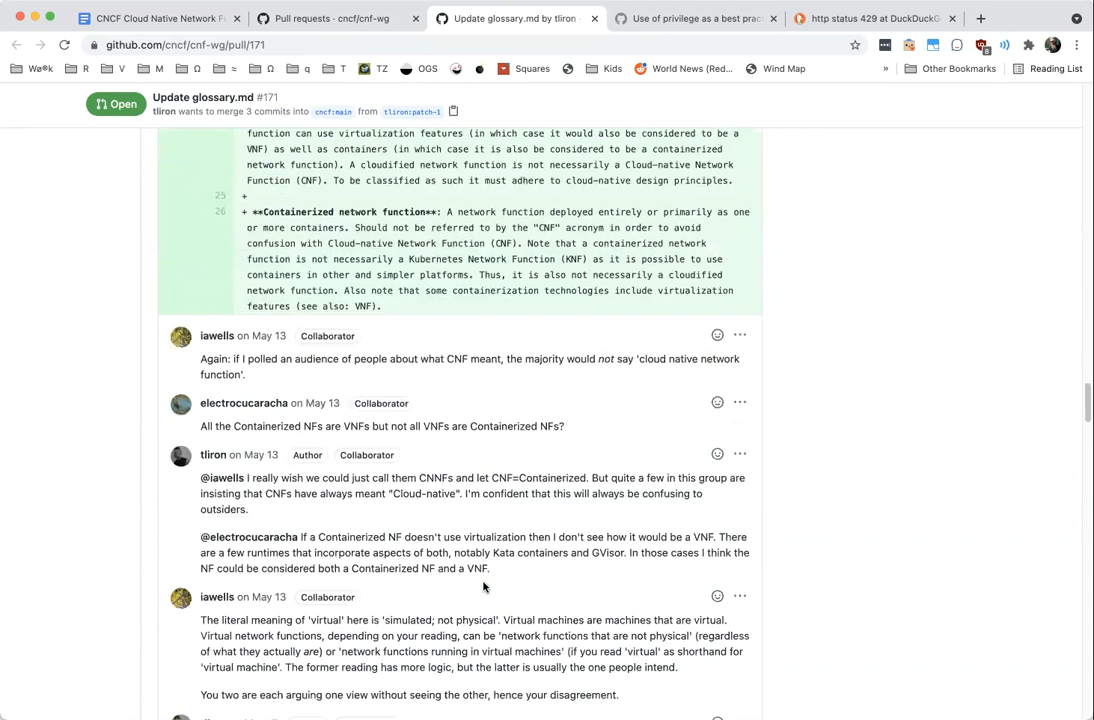 CNCF Cloud Native Network F
Pull requests · cncf/cnf-wg
Update glossary.md by tliron ·
Use of privilege as a best prac
http status 429 at DuckDuckG
github.com/cncf/cnf-wg/pull/171
8
Wø®k
R
V
M
Ω
≈
Ω
q
T
TZ
OGS
Squares
Kids
World News (Red...
Wind Map
»
Other Bookmarks
Reading List
Open
Update glossary.md #171
tliron wants to merge 3 commits into cncf:main from tliron:patch-1
function can use virtualization features (in which case it would also be considered to be a
VNF) as well as containers (in which case it is also be considered to be a containerized
network function). A cloudified network function is not necessarily a Cloud-native Network
Function (CNF). To be classified as such it must adhere to cloud-native design principles.
25 +
26 + **Containerized network function**: A network function deployed entirely or primarily as one
or more containers. Should not be referred to by the "CNF" acronym in order to avoid
confusion with Cloud-native Network Function (CNF). Note that a containerized network
function is not necessarily a Kubernetes Network Function (KNF) as it is possible to use
containers in other and simpler platforms. Thus, it is also not necessarily a cloudified
network function. Also note that some containerization technologies include virtualization
features (see also: VNF).
iawells on May 13 Collaborator
Again: if I polled an audience of people about what CNF meant, the majority would not say 'cloud native network
function'.
electrocucaracha on May 13 Collaborator
All the Containerized NFs are VNFs but not all VNFs are Containerized NFs?
tliron on May 13 Author Collaborator
@iawells I really wish we could just call them CNNFs and let CNF=Containerized. But quite a few in this group are
insisting that CNFs have always meant "Cloud-native". I'm confident that this will always be confusing to
outsiders.
@electrocucaracha If a Containerized NF doesn't use virtualization then I don't see how it would be a VNF. There
are a few runtimes that incorporate aspects of both, notably Kata containers and GVisor. In those cases I think the
NF could be considered both a Containerized NF and a VNF.
iawells on May 13 Collaborator
The literal meaning of 'virtual' here is 'simulated; not physical'. Virtual machines are machines that are virtual.
Virtual network functions, depending on your reading, can be 'network functions that are not physical' (regardless
of what they actually are) or 'network functions running in virtual machines' (if you read 'virtual' as shorthand for
'virtual machine'. The former reading has more logic, but the latter is usually the one people intend.
You two are each arguing one view without seeing the other, hence your disagreement.